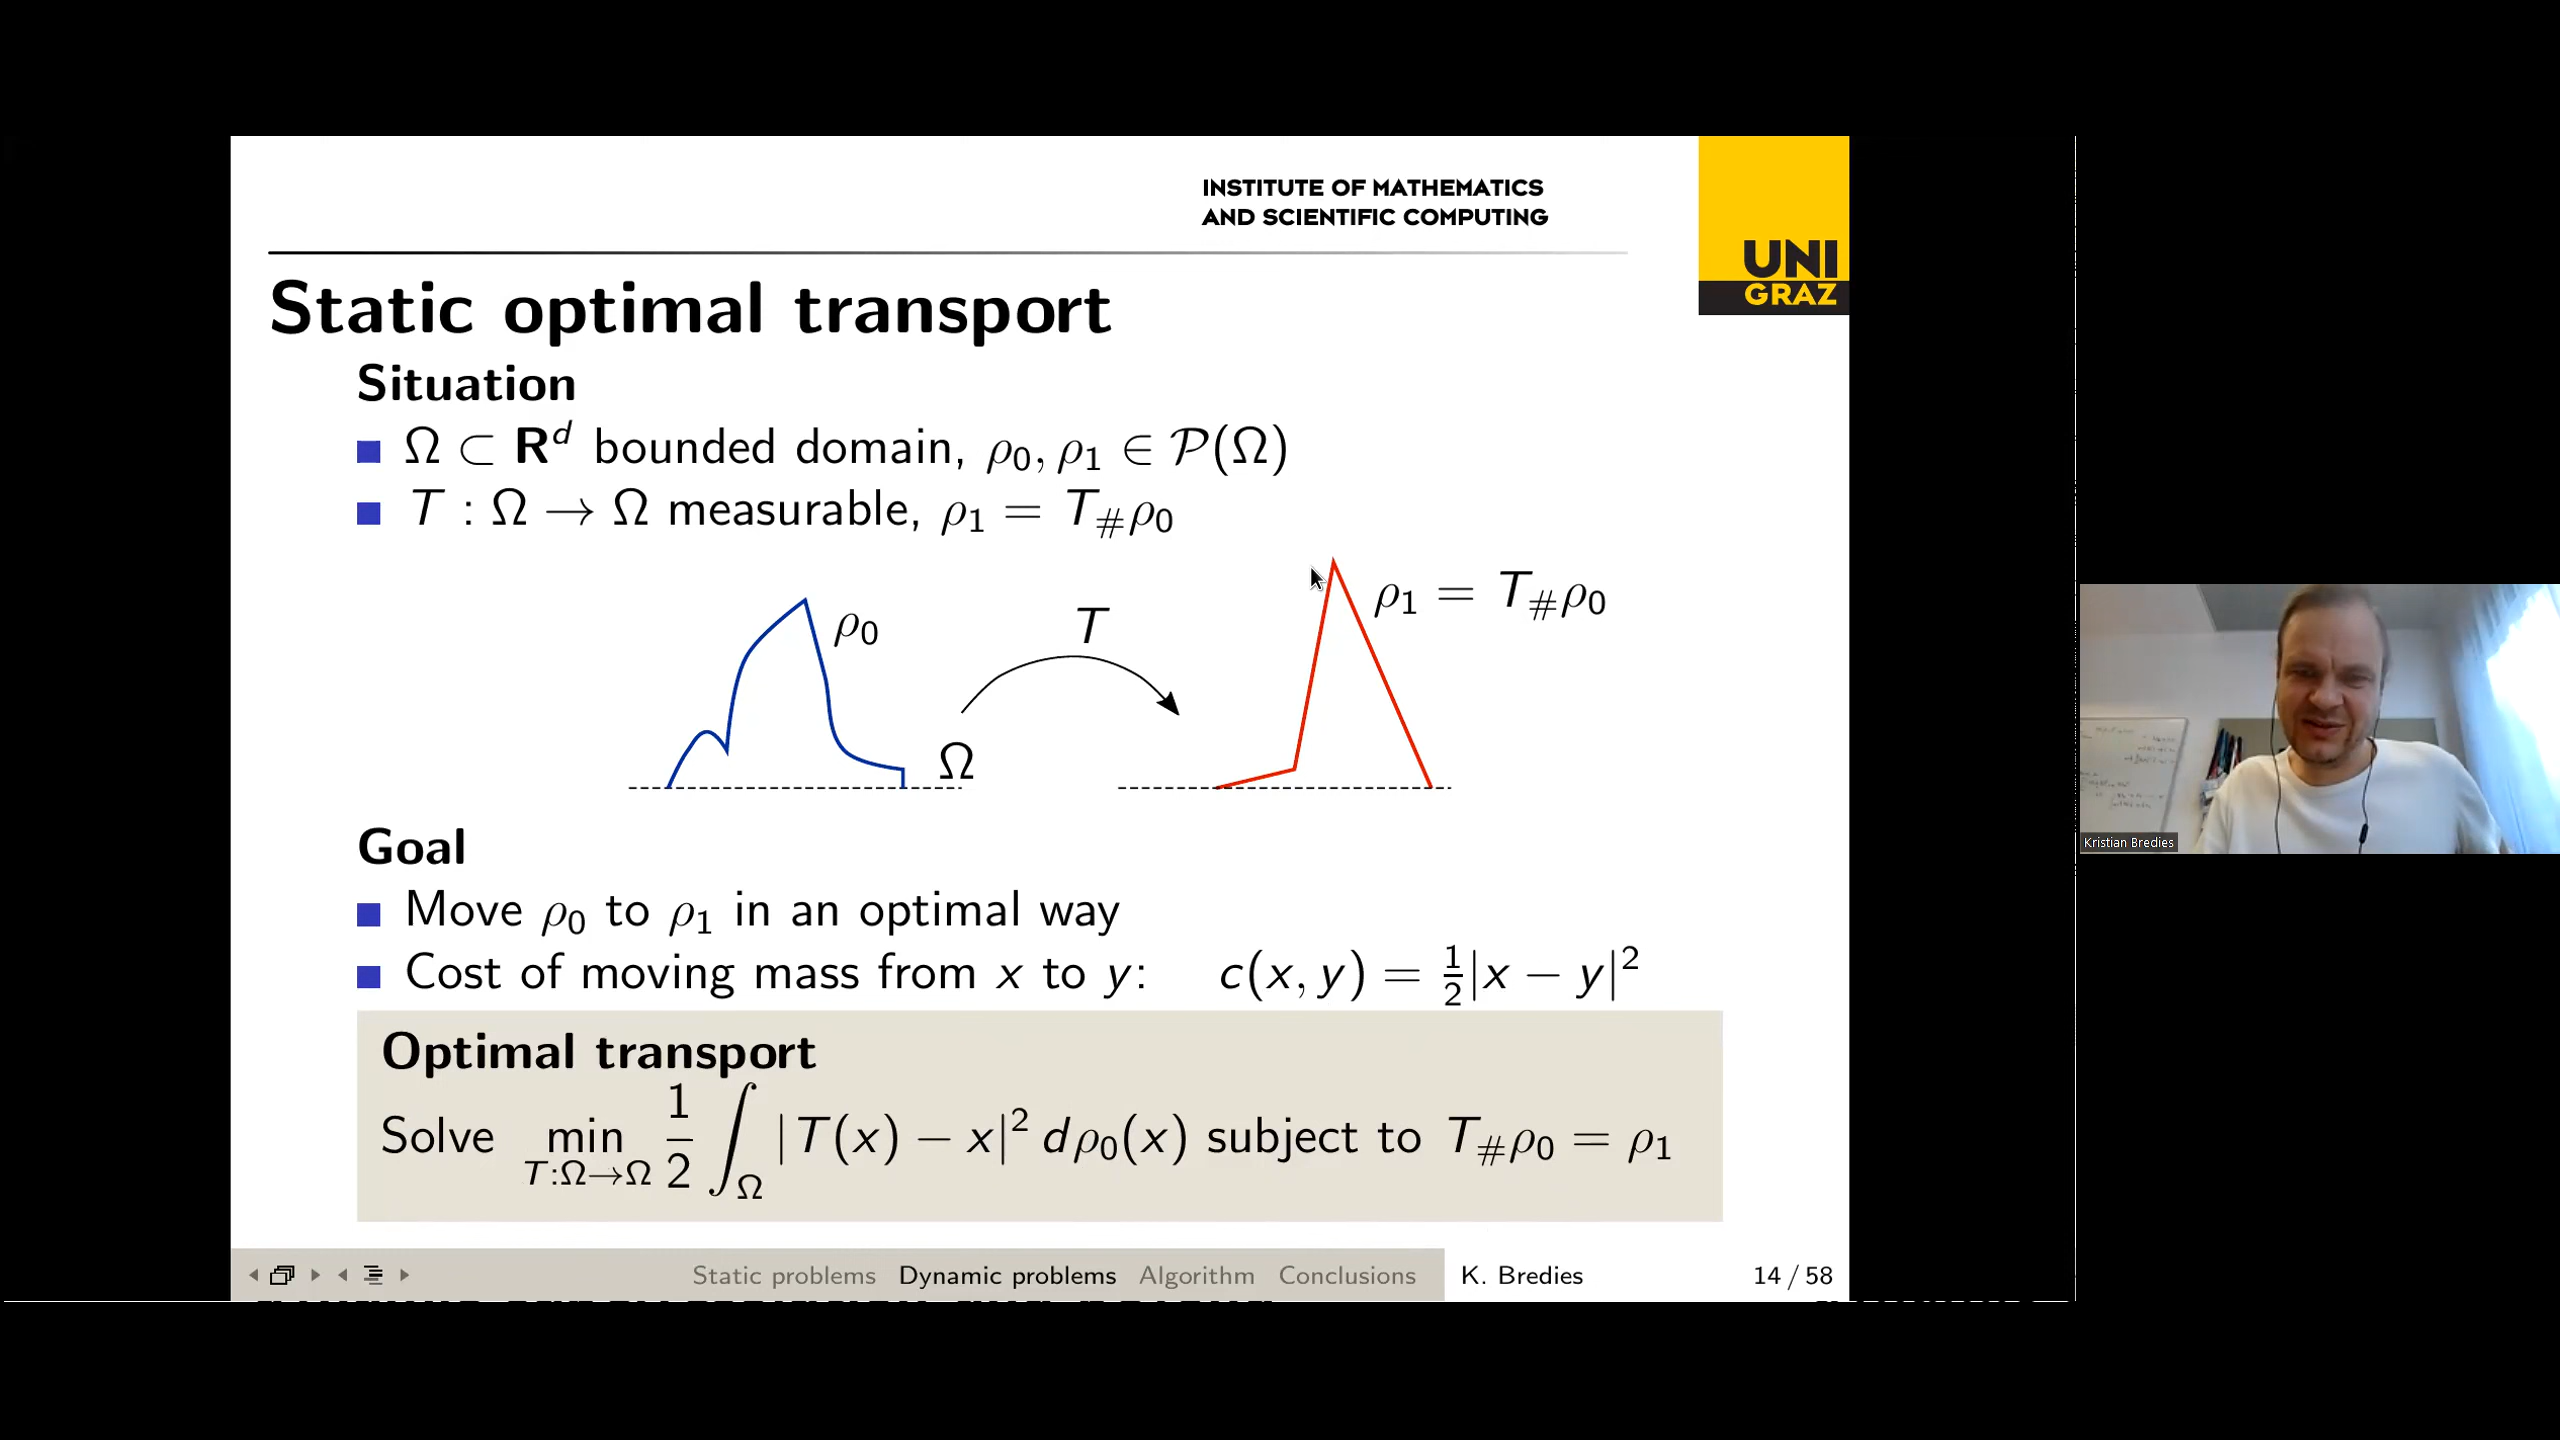 INSTITUTE OF MATHEMATICS
AND SCIENTIFIC COMPUTING
UNI
GRAZ
Static optimal transport
Situation
Ω ⊂ R^d bounded domain, ρ₀, ρ₁ ∈ 𝒫(Ω)
T : Ω → Ω measurable, ρ₁ = T_#ρ₀
ρ₀
T
Ω
ρ₁ = T_#ρ₀
Goal
Move ρ₀ to ρ₁ in an optimal way
Cost of moving mass from x to y: c(x, y) = ½|x − y|²
Optimal transport
Solve min_{T:Ω→Ω} 1/2 ∫_Ω |T(x) − x|² dρ₀(x) subject to T_#ρ₀ = ρ₁
Static problems Dynamic problems Algorithm Conclusions K. Bredies 14 / 58
Kristian Bredies